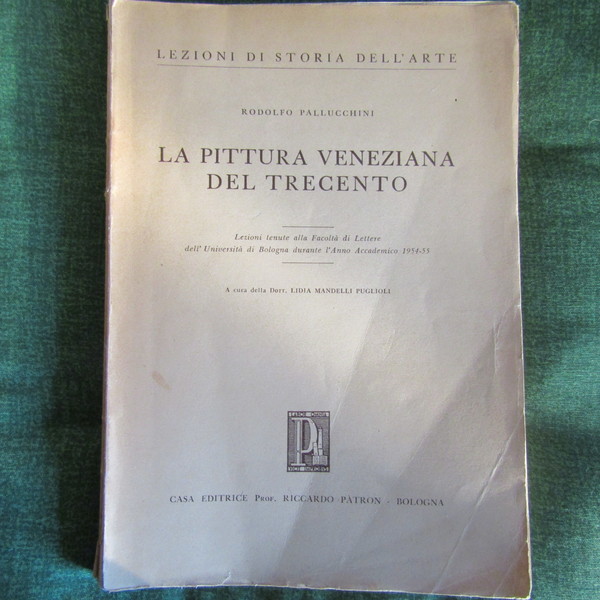 LEZIONI DI STORIA DELL'ARTE
RODOLFO PALLUCCHINI
LA PITTURA VENEZIANA
DEL TRECENTO
Lezioni tenute alla Facoltà di Lettere
dell'Università di Bologna durante l'Anno Accademico 1954-55
A cura della Dott. LIDIA MANDELLI PUGLIOLI
P
CASA EDITRICE Prof. RICCARDO PATRON - BOLOGNA